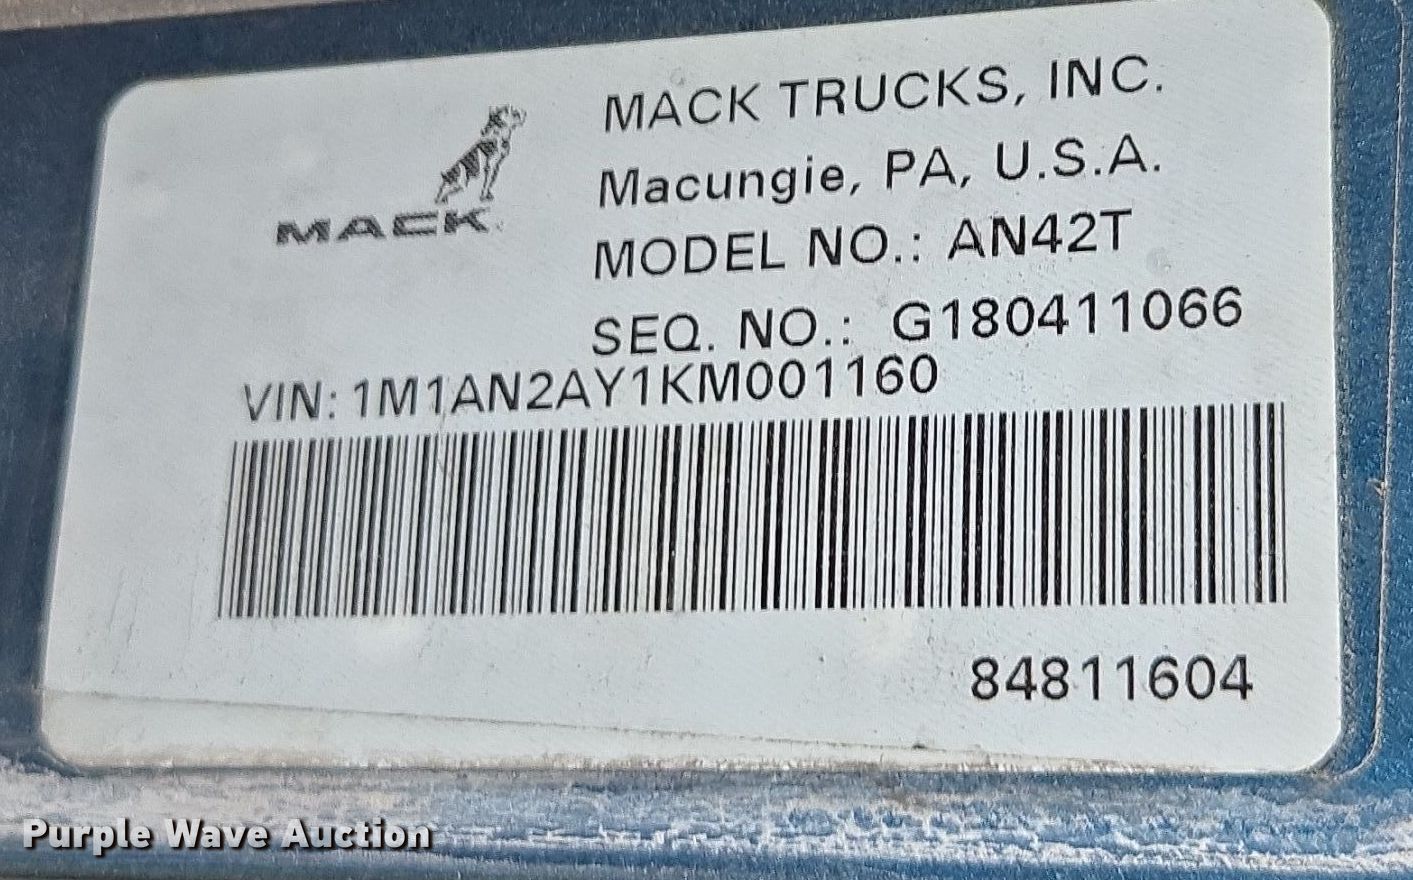 MACK TRUCKS, INC.
Macungie, PA, U.S.A.
MACK
MODEL NO.: AN42T
SEQ. NO.: G180411066
VIN: 1M1AN2AY1KM001160
84811604
Purple Wave Auction